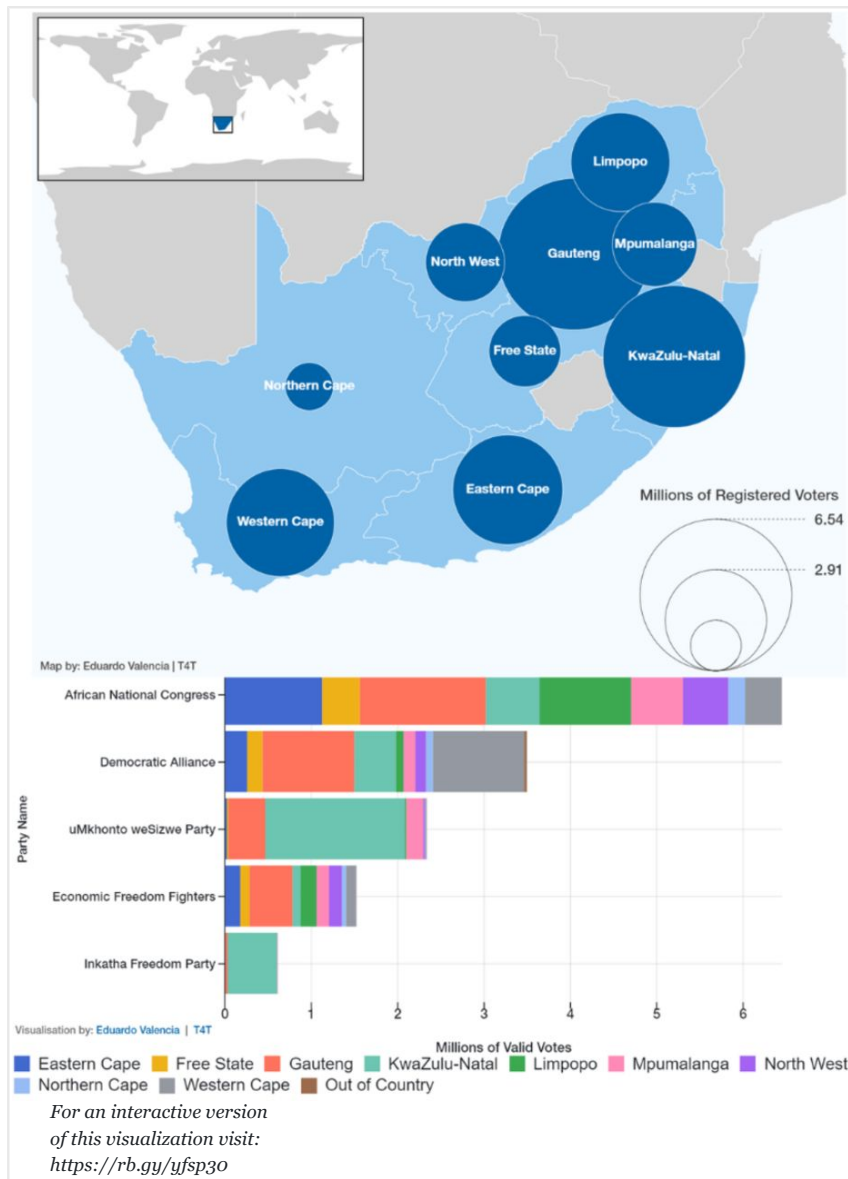 Limpopo
Mpumalanga
Gauteng
North West
Free State
KwaZulu-Natal
Northern Cape
Eastern Cape
Western Cape
Millions of Registered Voters
6.54
2.91
Map by: Eduardo Valencia | T4T
African National Congress
Democratic Alliance
uMkhonto weSizwe Party
Economic Freedom Fighters
Inkatha Freedom Party
Party Name
0 1 2 3 4 5 6
Visualisation by: Eduardo Valencia | T4T
Millions of Valid Votes
Eastern Cape Free State Gauteng KwaZulu-Natal Limpopo Mpumalanga North West
Northern Cape Western Cape Out of Country
For an interactive version
of this visualization visit:
https://rb.gy/yfsp30